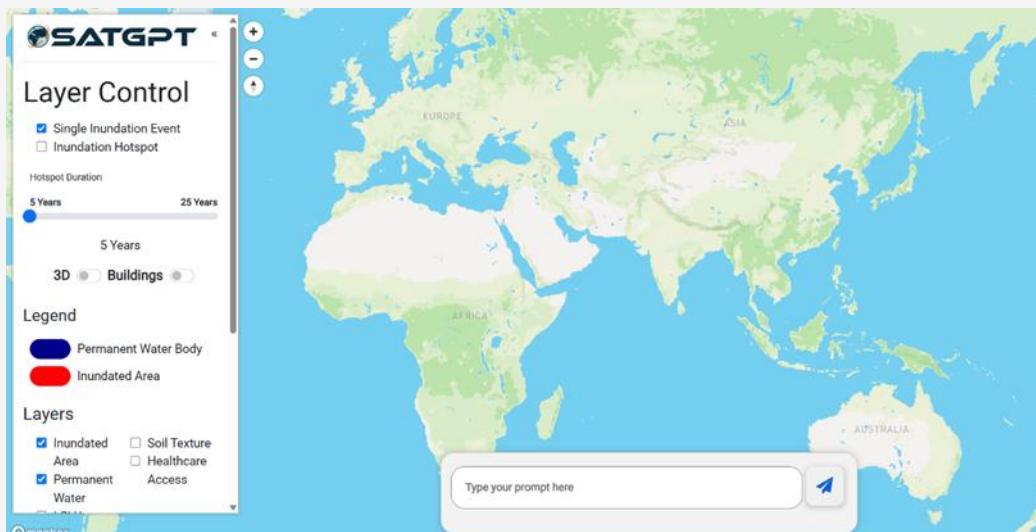 SATGPT «
Layer Control
Single Inundation Event
Inundation Hotspot
Hotspot Duration
5 Years 25 Years
5 Years
3D Buildings
Legend
Permanent Water Body
Inundated Area
Layers
Inundated Area
Permanent Water
Soil Texture
Healthcare Access
+
−
EUROPE
ASIA
AFRICA
AUSTRALIA
Type your prompt here